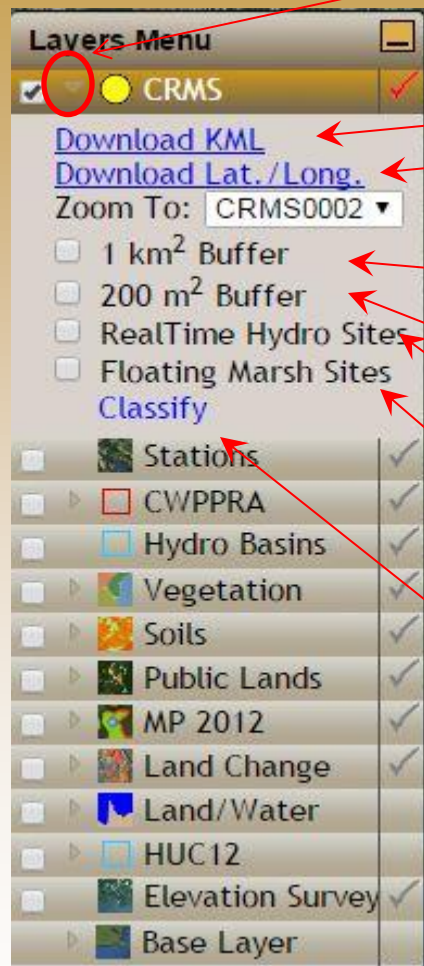 Layers Menu
CRMS
Download KML
Download Lat./Long.
Zoom To: CRMS0002
1 km² Buffer
200 m² Buffer
RealTime Hydro Sites
Floating Marsh Sites
Classify
Stations
CWPPRA
Hydro Basins
Vegetation
Soils
Public Lands
MP 2012
Land Change
Land/Water
HUC12
Elevation Survey
Base Layer